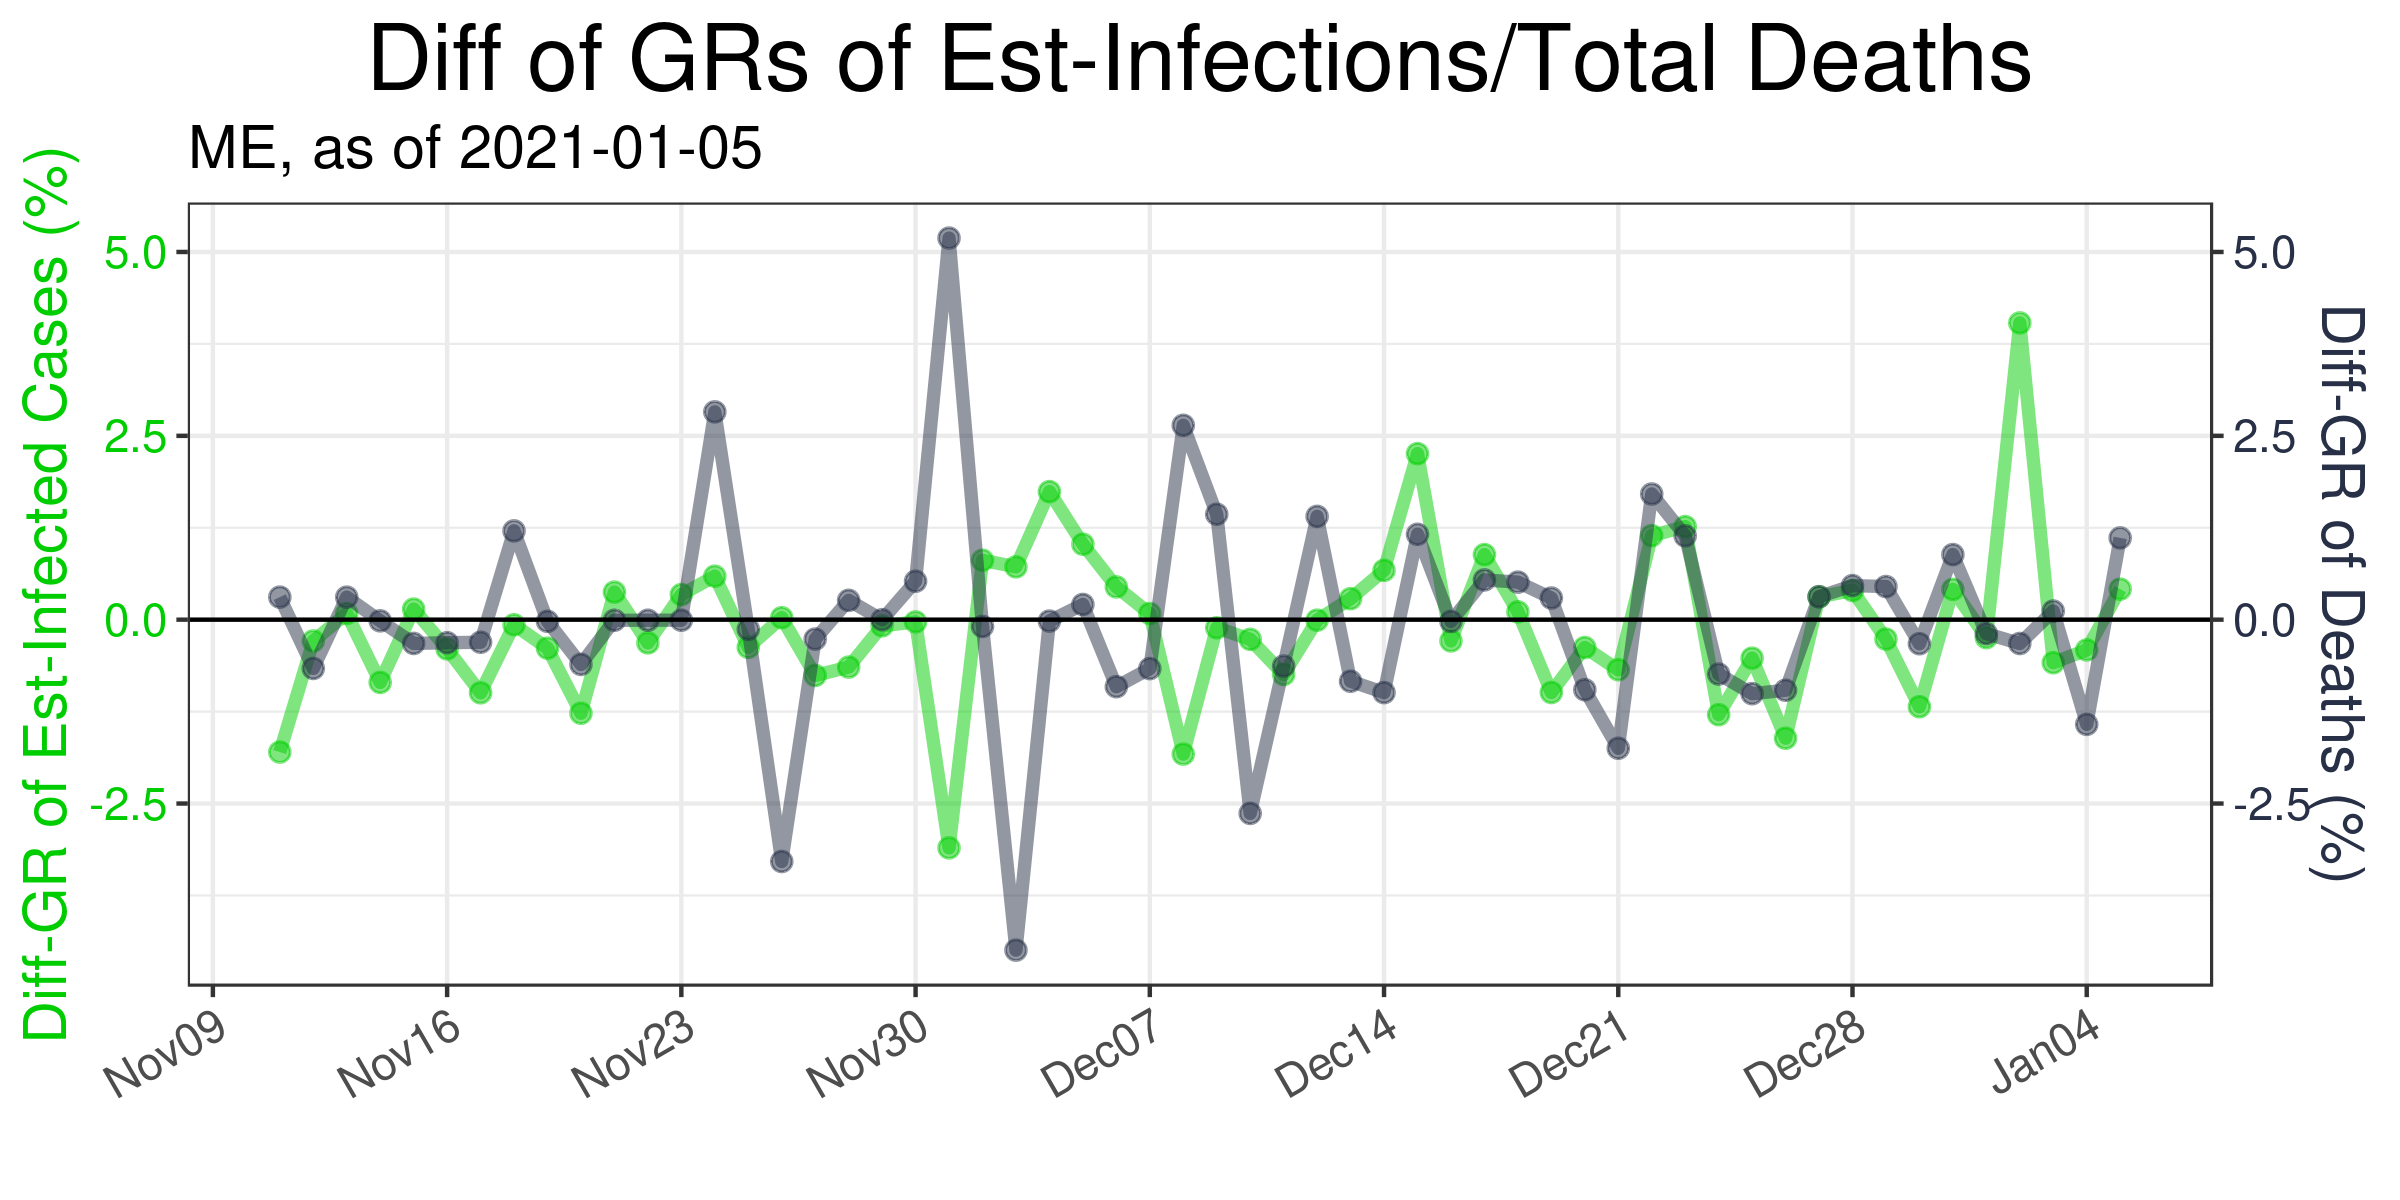 Diff of GRs of Est-Infections/Total Deaths
ME, as of 2021-01-05
Diff-GR of Est-Infected Cases (%)
5.0
2.5
0.0
-2.5
5.0
2.5
0.0
-2.5
Diff-GR of Deaths (%)
Nov09
Nov16
Nov23
Nov30
Dec07
Dec14
Dec21
Dec28
Jan04